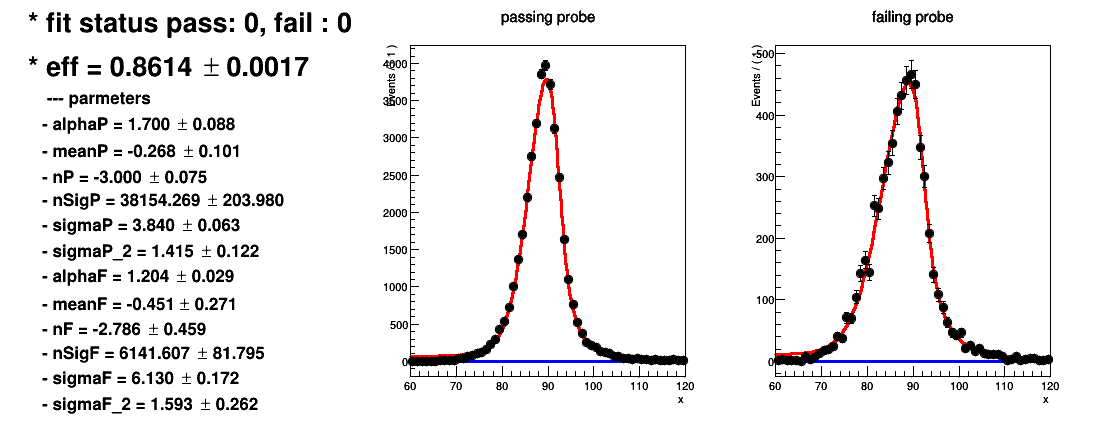 * fit status pass: 0, fail : 0
* eff = 0.8614 ± 0.0017
--- parmeters
- alphaP = 1.700 ± 0.088
- meanP = -0.268 ± 0.101
- nP = -3.000 ± 0.075
- nSigP = 38154.269 ± 203.980
- sigmaP = 3.840 ± 0.063
- sigmaP_2 = 1.415 ± 0.122
- alphaF = 1.204 ± 0.029
- meanF = -0.451 ± 0.271
- nF = -2.786 ± 0.459
- nSigF = 6141.607 ± 81.795
- sigmaF = 6.130 ± 0.172
- sigmaF_2 = 1.593 ± 0.262
passing probe
Events / ( 1 )
4000
3500
3000
2500
2000
1500
1000
500
0
60 70 80 90 100 110 120
x
failing probe
Events / ( 1 )
500
400
300
200
100
0
60 70 80 90 100 110 120
x